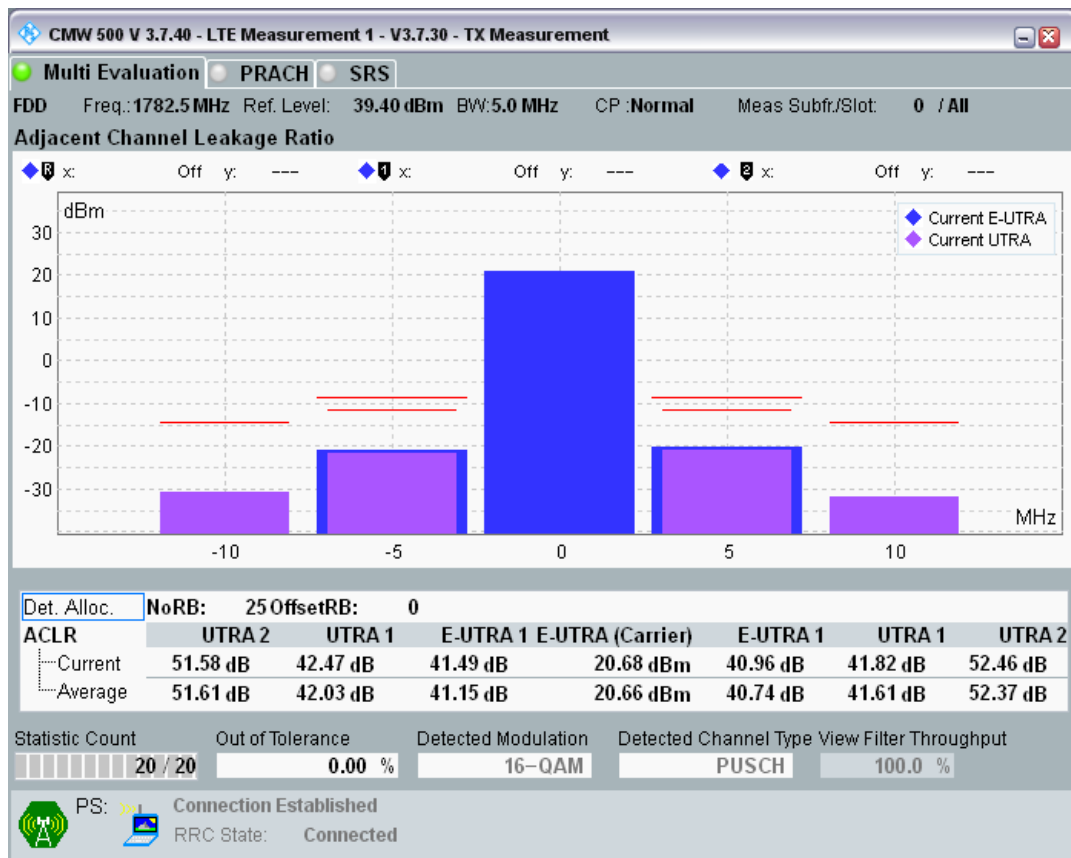 CMW 500 V 3.7.40 - LTE Measurement 1 - V3.7.30 - TX Measurement
Multi Evaluation PRACH SRS
FDD Freq.:1782.5 MHz Ref. Level: 39.40 dBm BW:5.0 MHz CP :Normal Meas Subfr./Slot: 0 / All
Adjacent Channel Leakage Ratio
R x: Off y: --- 1 x: Off y: --- 2 x: Off y: ---
dBm
Current E-UTRA
Current UTRA
30
20
10
0
-10
-20
-30
MHz
-10 -5 0 5 10
Det. Alloc. NoRB: 25 OffsetRB: 0
ACLR UTRA 2 UTRA 1 E-UTRA 1 E-UTRA (Carrier) E-UTRA 1 UTRA 1 UTRA 2
Current 51.58 dB 42.47 dB 41.49 dB 20.68 dBm 40.96 dB 41.82 dB 52.46 dB
Average 51.61 dB 42.03 dB 41.15 dB 20.66 dBm 40.74 dB 41.61 dB 52.37 dB
Statistic Count Out of Tolerance Detected Modulation Detected Channel Type View Filter Throughput
20 / 20 0.00 % 16-QAM PUSCH 100.0 %
PS: Connection Established
RRC State: Connected